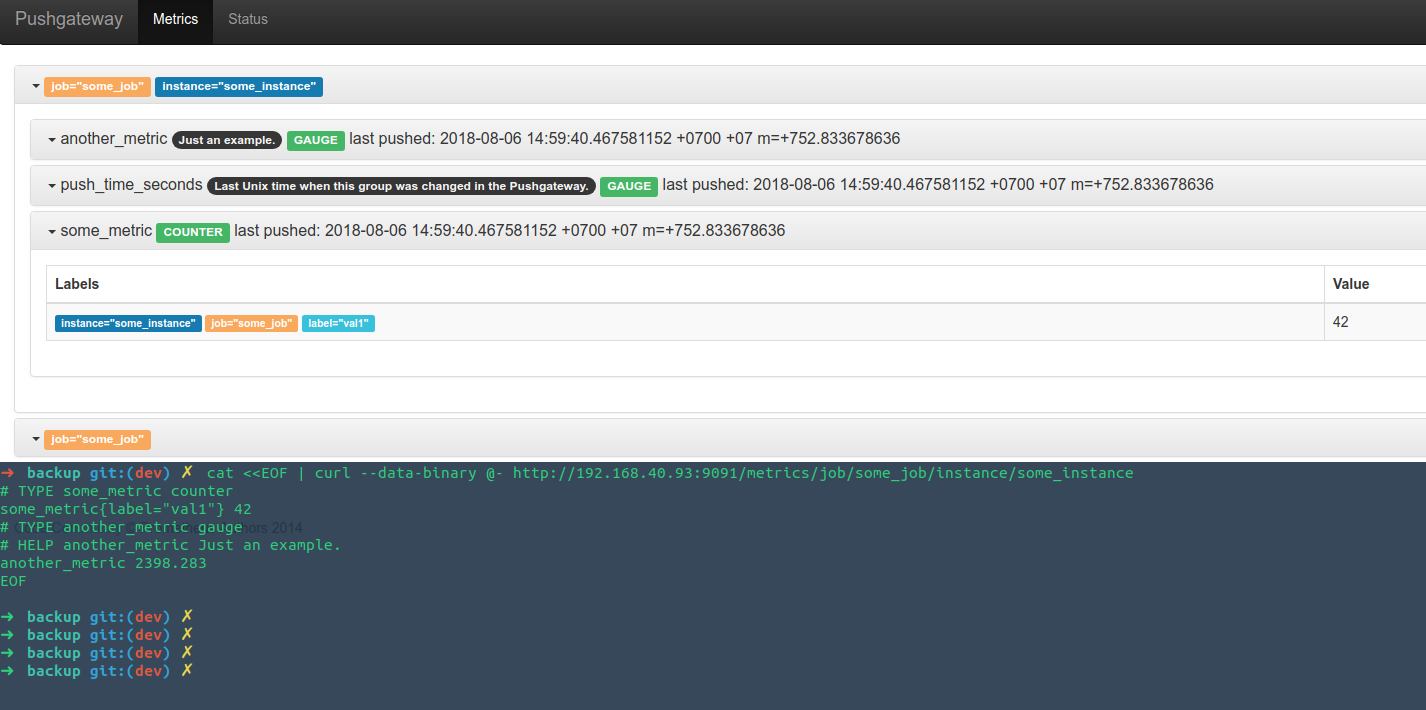 Pushgateway Metrics Status
job="some_job" instance="some_instance"
another_metric Just an example. GAUGE last pushed: 2018-08-06 14:59:40.467581152 +0700 +07 m=+752.833678636
push_time_seconds Last Unix time when this group was changed in the Pushgateway. GAUGE last pushed: 2018-08-06 14:59:40.467581152 +0700 +07 m=+752.833678636
some_metric COUNTER last pushed: 2018-08-06 14:59:40.467581152 +0700 +07 m=+752.833678636
Labels Value
instance="some_instance" job="some_job" label="val1" 42
job="some_job"
➜ backup git:(dev) ✗ cat <<EOF | curl --data-binary @- http://192.168.40.93:9091/metrics/job/some_job/instance/some_instance
# TYPE some_metric counter
some_metric{label="val1"} 42
# TYPE another_metric gauge
hors 2014
# HELP another_metric Just an example.
another_metric 2398.283
EOF
➜ backup git:(dev) ✗
➜ backup git:(dev) ✗
➜ backup git:(dev) ✗
➜ backup git:(dev) ✗